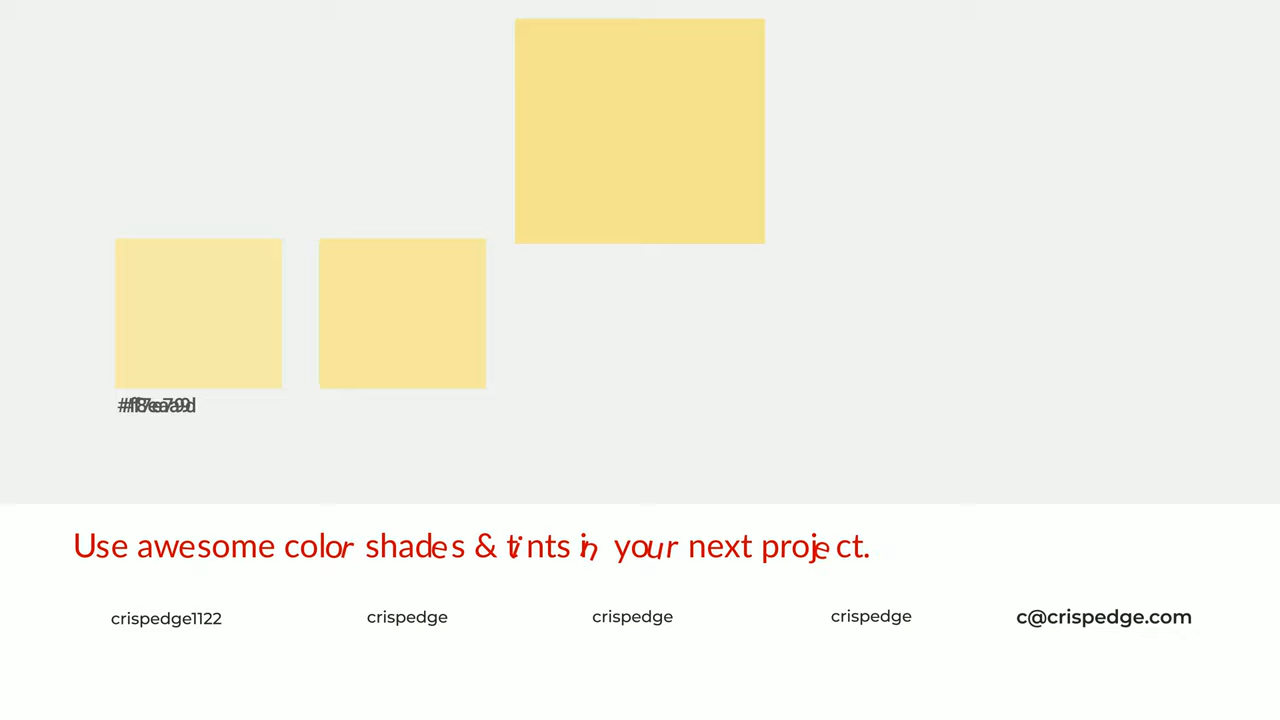 Use awesome color shades & tints in your next project.
crispedge1122 crispedge crispedge crispedge c@crispedge.com